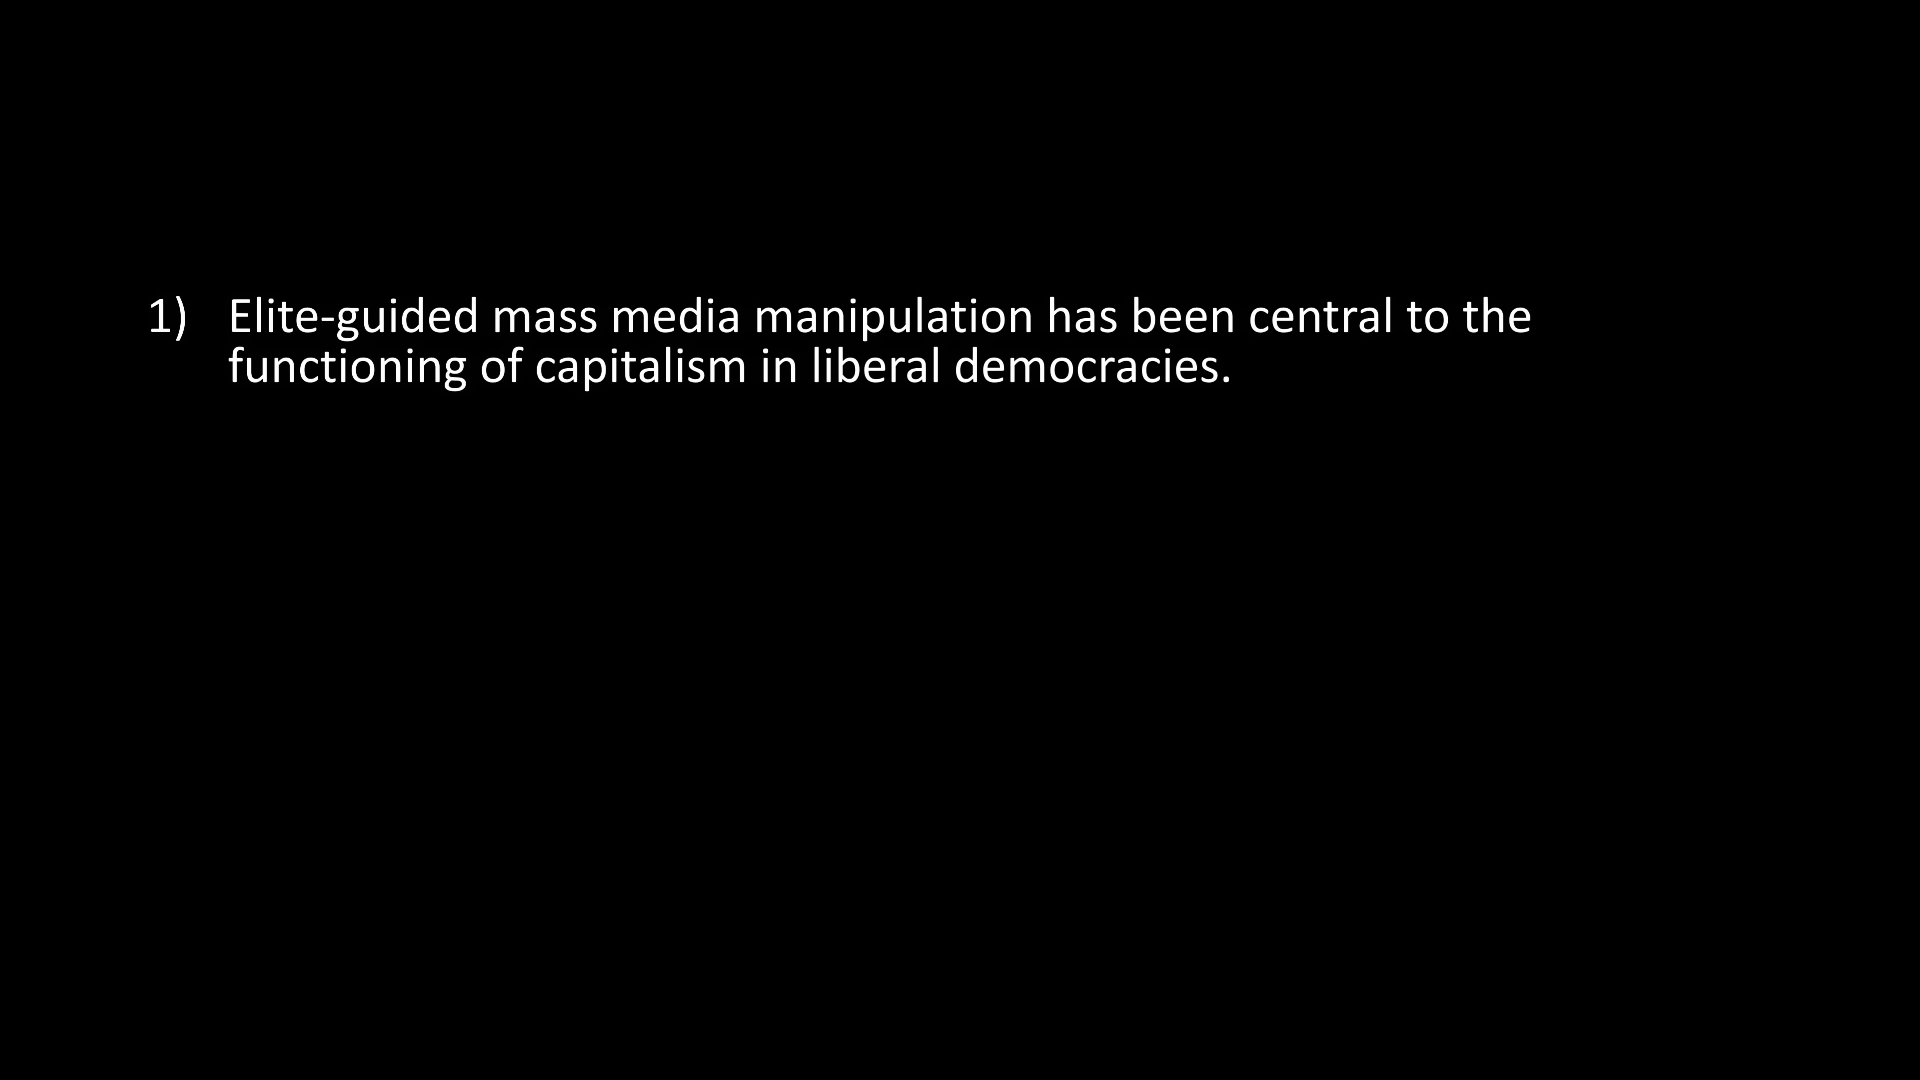 1) Elite-guided mass media manipulation has been central to the
functioning of capitalism in liberal democracies.